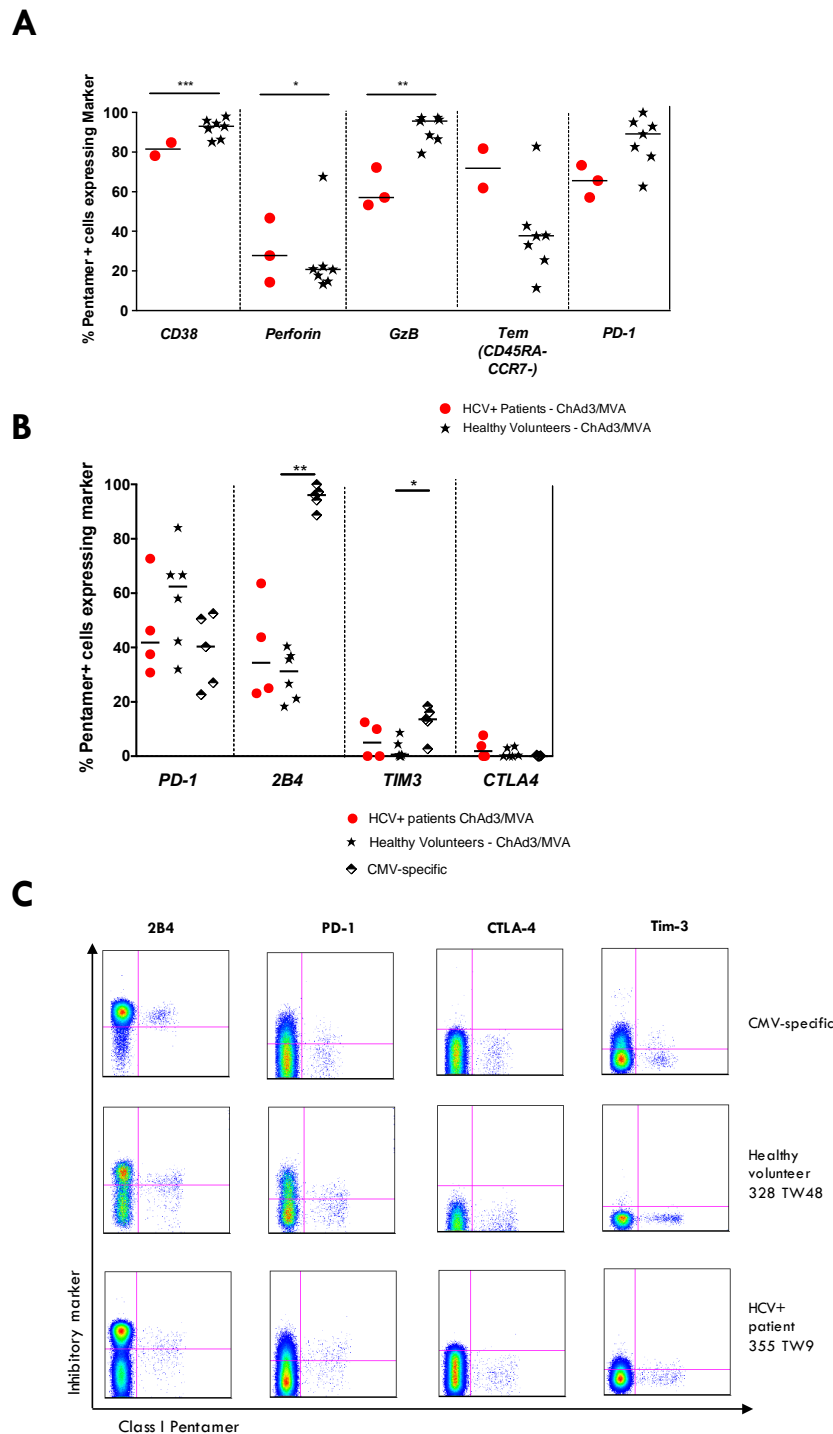 A
*** * **
100
80
60
40
20
0
% Pentamer + cells expressing Marker
CD38 Perforin GzB Tem (CD45RA- CCR7-) PD-1
HCV+ Patients - ChAd3/MVA
Healthy Volunteers - ChAd3/MVA
B
** *
100
80
60
40
20
0
% Pentamer+ cells expressing marker
PD-1 2B4 TIM3 CTLA4
HCV+ patients ChAd3/MVA
Healthy Volunteers - ChAd3/MVA
CMV-specific
C
2B4 PD-1 CTLA-4 Tim-3
CMV-specific
Healthy
volunteer
328 TW48
HCV+
patient
355 TW9
Inhibitory marker
Class I Pentamer